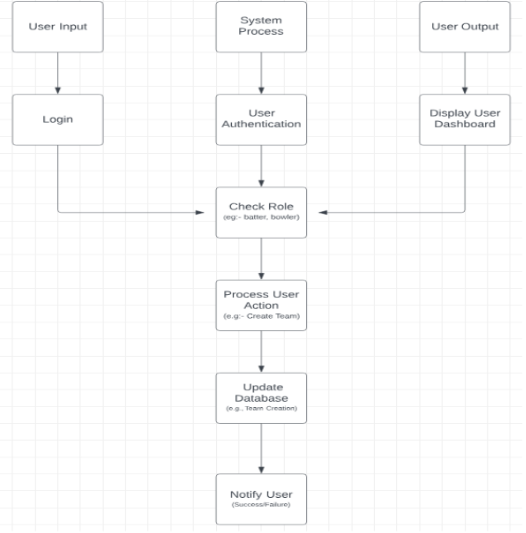 User Input
System
Process
User Output
Login
User
Authentication
Display User
Dashboard
Check Role
(eg:- batter, bowler)
Process User
Action
(e.g:- Create Team)
Update
Database
(e.g., Team Creation)
Notify User
(Success/Failure)